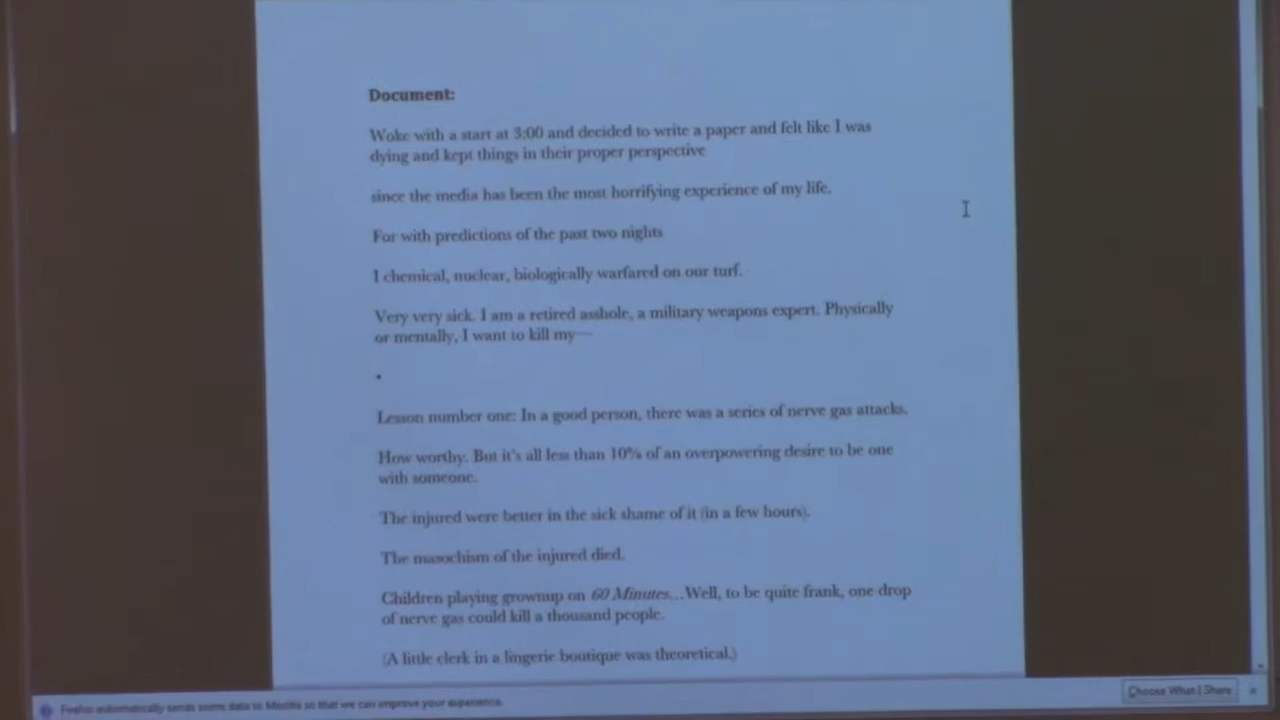 Document:
Woke with a start at 3:00 and decided to write a paper and felt like I was
dying and kept things in their proper perspective
since the media has been the most horrifying experience of my life.
For with predictions of the past two nights
I chemical, nuclear, biologically warfared on our turf.
Very very sick. I am a retired asshole, a military weapons expert. Physically
or mentally, I want to kill my—
•
Lesson number one: In a good person, there was a series of nerve gas attacks.
How worthy. But it's all less than 10% of an overpowering desire to be one
with someone.
The injured were better in the sick shame of it (in a few hours).
The masochism of the injured died.
Children playing grownup on 60 Minutes...Well, to be quite frank, one drop
of nerve gas could kill a thousand people.
(A little clerk in a lingerie boutique was theoretical.)
Firefox automatically sends some data to Mozilla so that we can improve your experience.
Choose What I Share